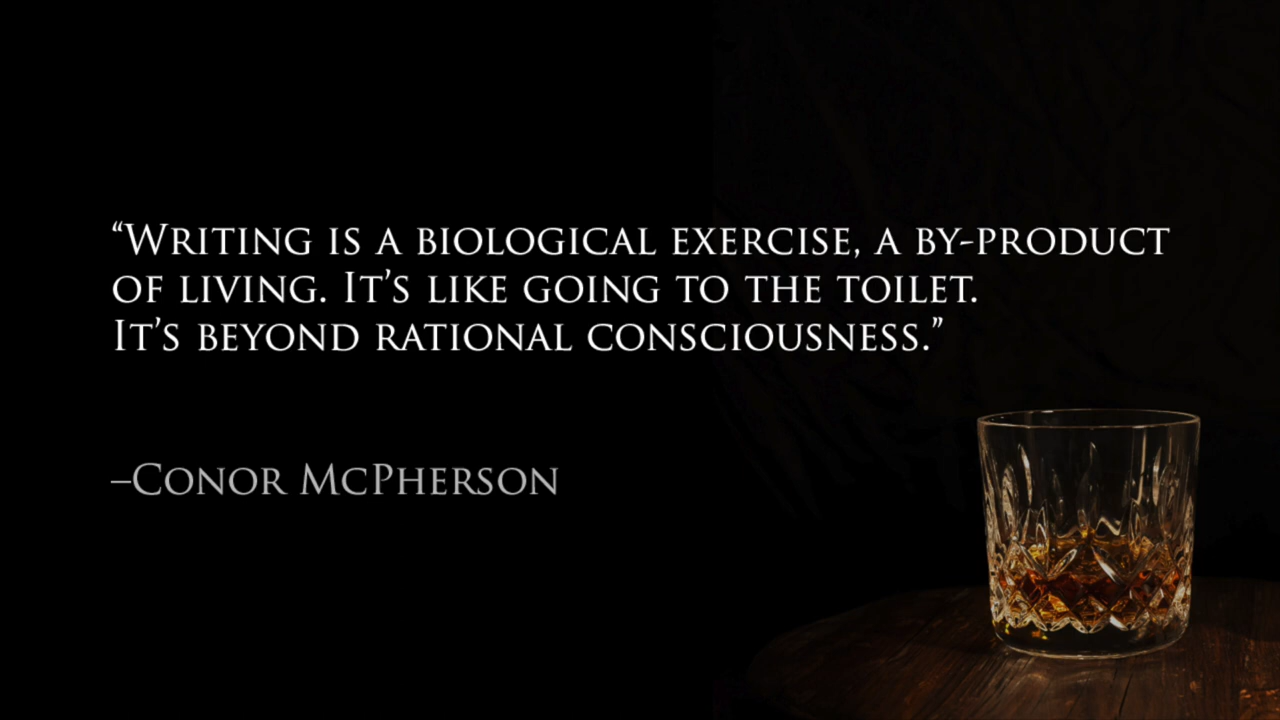 “Writing is a biological exercise, a by-product
of living. It’s like going to the toilet.
It’s beyond rational consciousness.”
–Conor McPherson